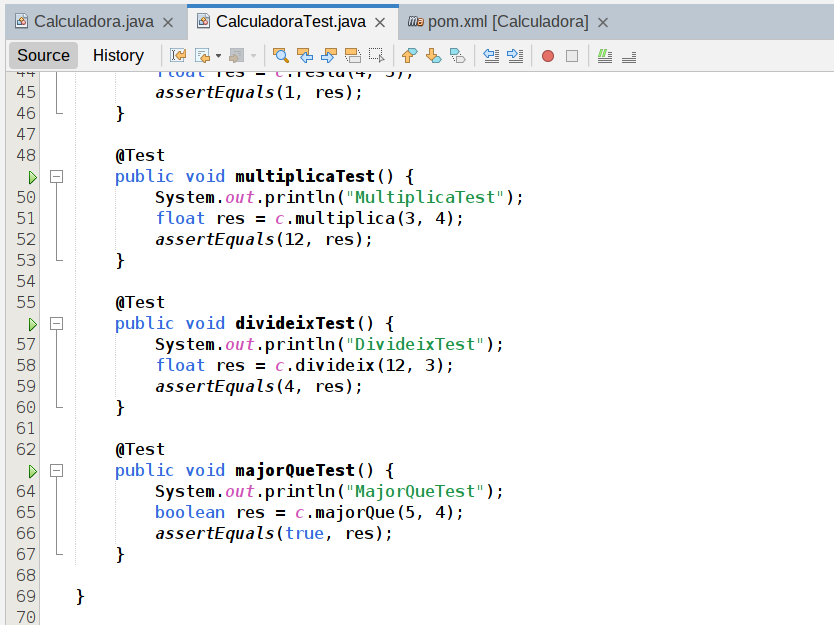 Calculadora.java CalculadoraTest.java pom.xml [Calculadora]
Source History
44 float res = c.resta(4, 3);
45 assertEquals(1, res);
46 }
47
48 @Test
public void multiplicaTest() {
50 System.out.println("MultiplicaTest");
51 float res = c.multiplica(3, 4);
52 assertEquals(12, res);
53 }
54
55 @Test
public void divideixTest() {
57 System.out.println("DivideixTest");
58 float res = c.divideix(12, 3);
59 assertEquals(4, res);
60 }
61
62 @Test
public void majorQueTest() {
64 System.out.println("MajorQueTest");
65 boolean res = c.majorQue(5, 4);
66 assertEquals(true, res);
67 }
68
69 }
70